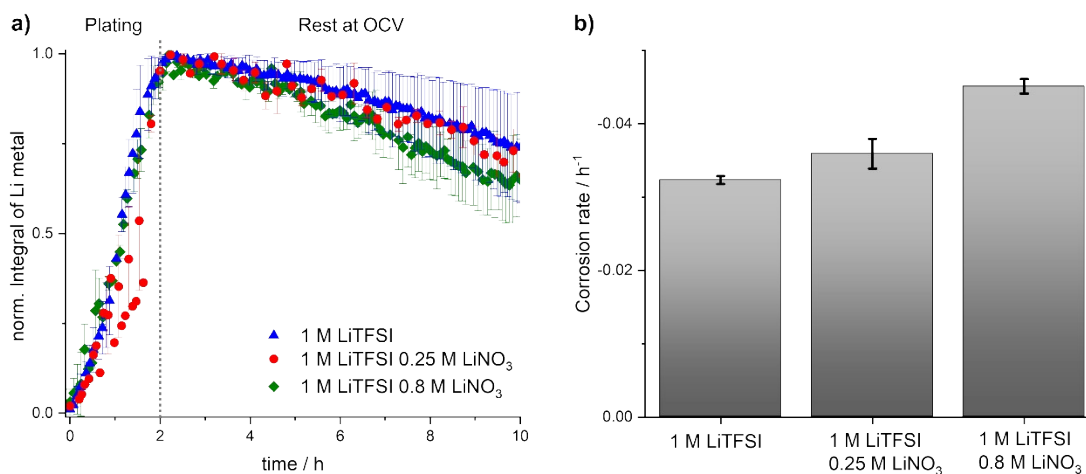 a)
Plating
Rest at OCV
norm. Integral of Li metal
1.0
0.5
0.0
1 M LiTFSI
1 M LiTFSI 0.25 M LiNO₃
1 M LiTFSI 0.8 M LiNO₃
0
2
4
6
8
10
time / h
b)
Corrosion rate / h⁻¹
-0.04
-0.02
0.00
1 M LiTFSI
1 M LiTFSI
0.25 M LiNO₃
1 M LiTFSI
0.8 M LiNO₃